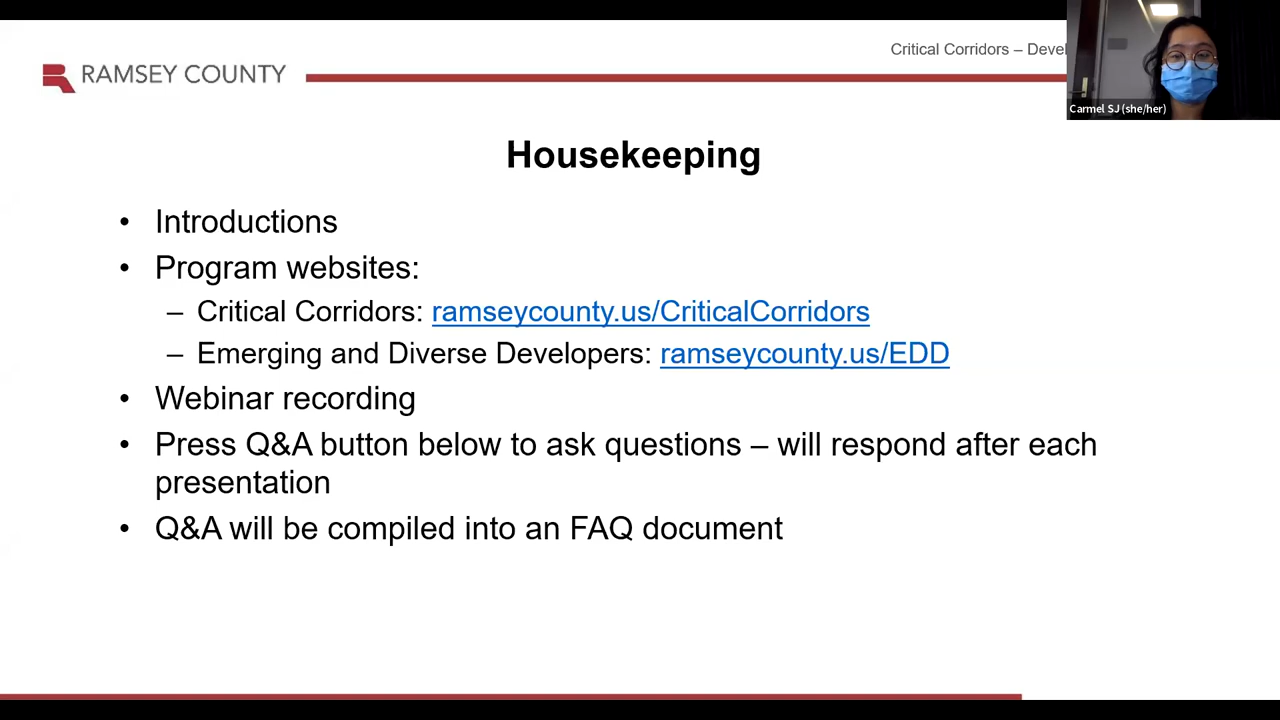 Critical Corridors –
RAMSEY COUNTY
Carmel SJ (she/her)
Housekeeping
• Introductions
• Program websites:
– Critical Corridors: ramseycounty.us/CriticalCorridors
– Emerging and Diverse Developers: ramseycounty.us/EDD
• Webinar recording
• Press Q&A button below to ask questions – will respond after each
presentation
• Q&A will be compiled into an FAQ document